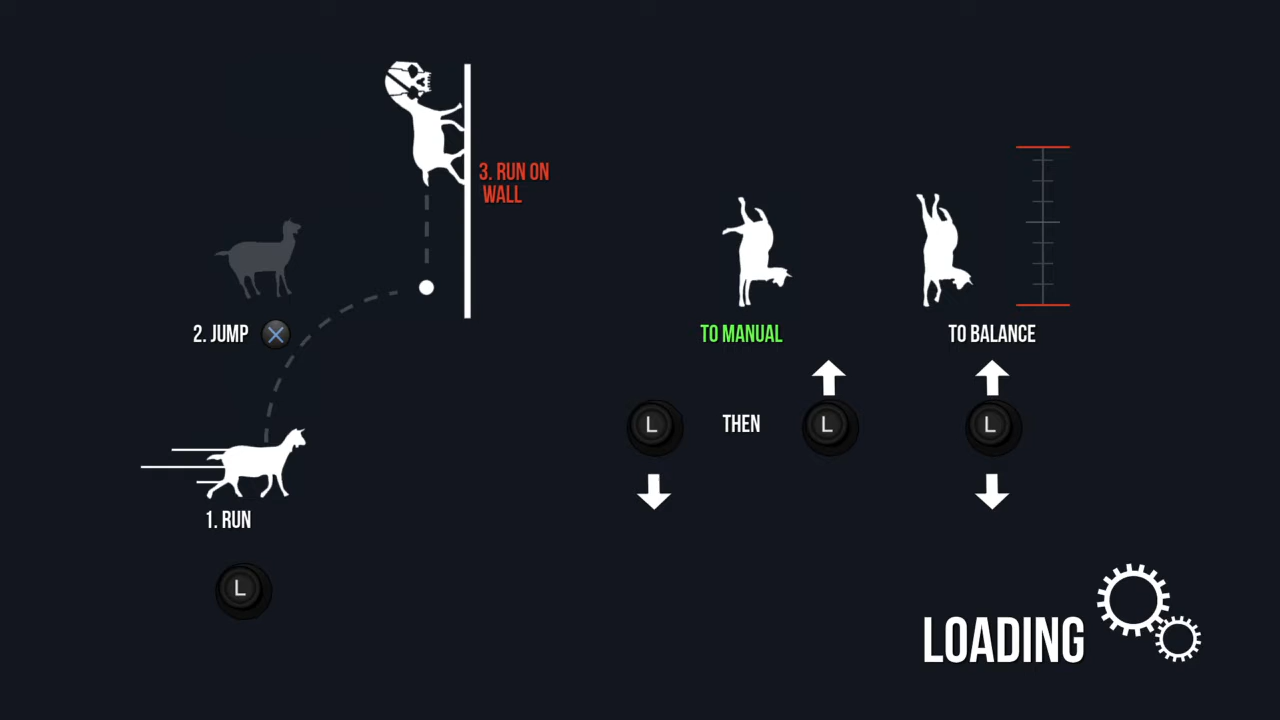 3. RUN ON
WALL
2. JUMP
1. RUN
L
TO MANUAL
L THEN L
TO BALANCE
L
LOADING